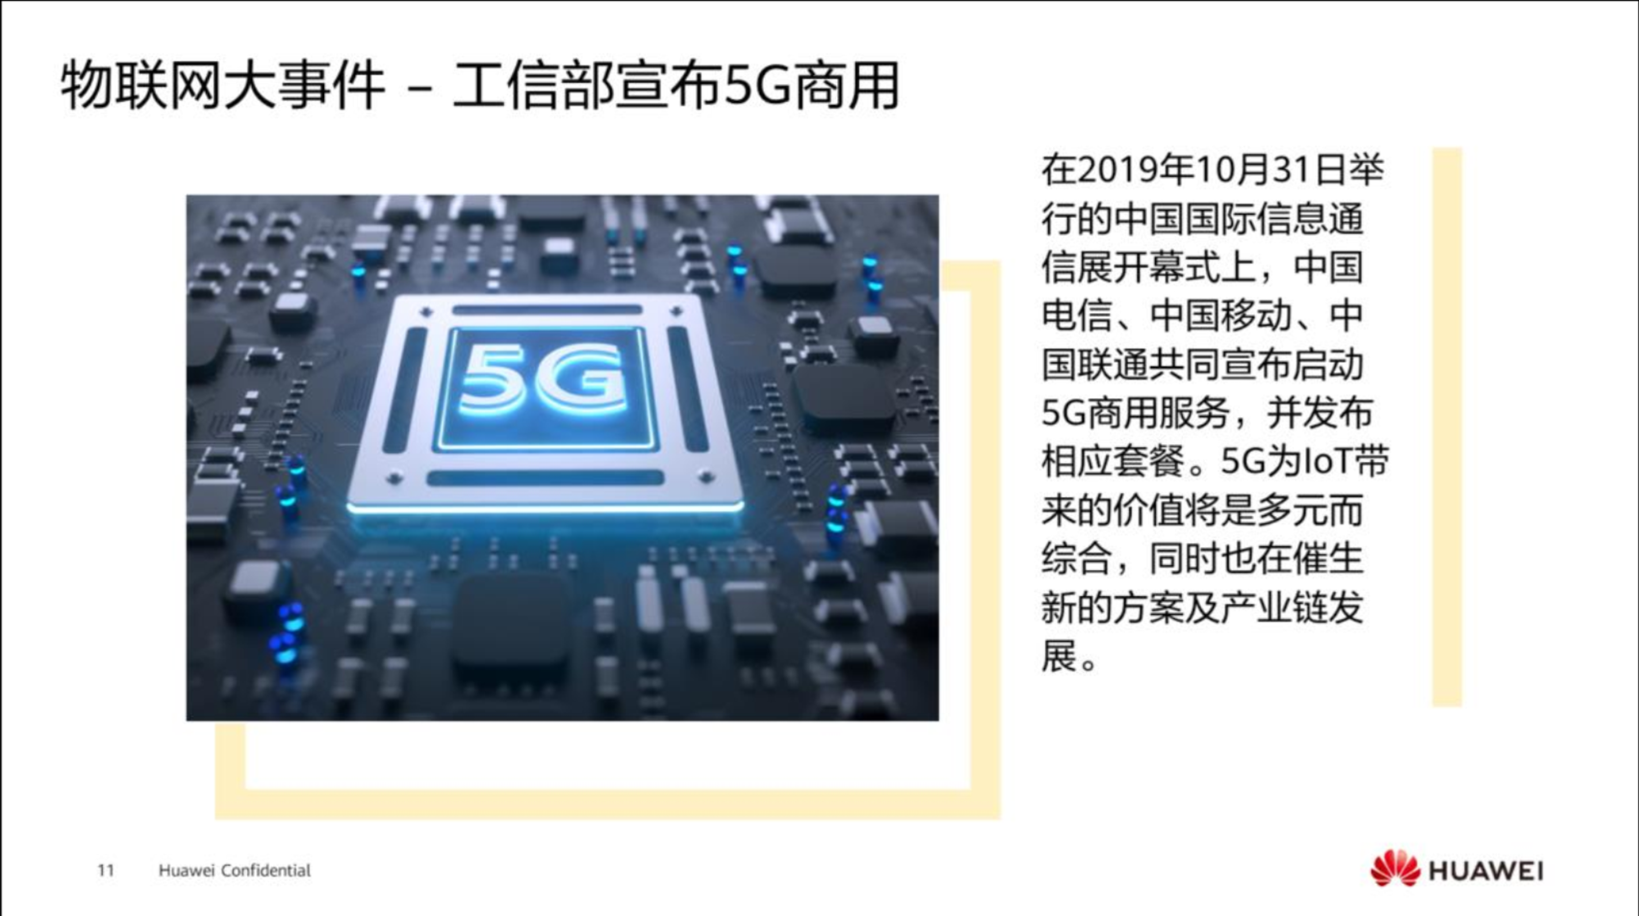 物联网大事件 – 工信部宣布5G商用
5G
在2019年10月31日举
行的中国国际信息通
信展开幕式上，中国
电信、中国移动、中
国联通共同宣布启动
5G商用服务，并发布
相应套餐。5G为IoT带
来的价值将是多元而
综合，同时也在催生
新的方案及产业链发
展。
11 Huawei Confidential
HUAWEI